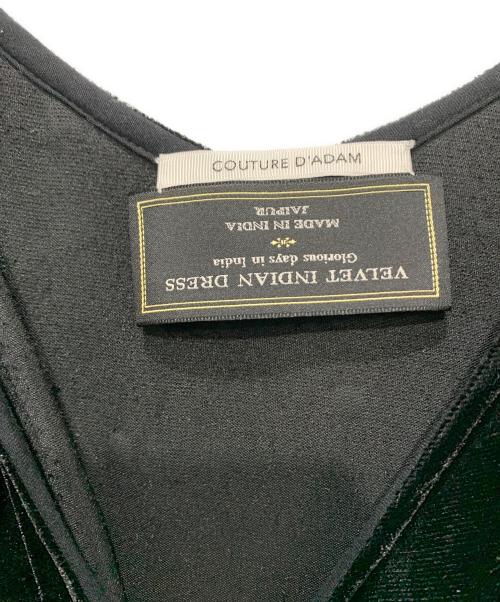 COUTURE D'ADAM
VELVET INDIAN DRESS
Glorious days in India
MADE IN INDIA
JAIPUR